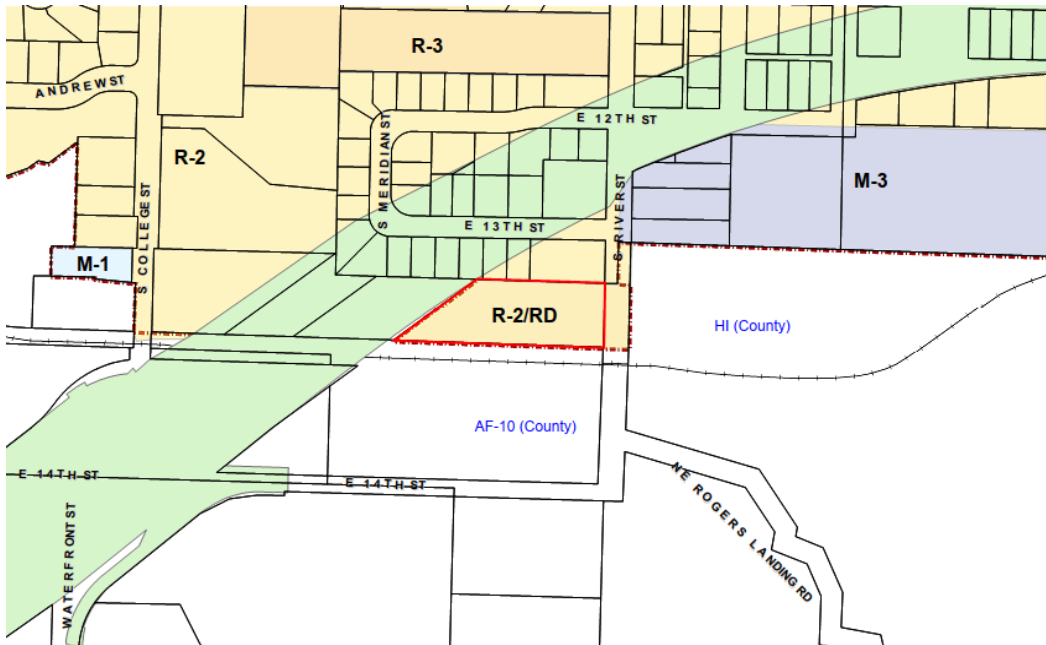 R-3
ANDREW ST
E 12TH ST
S MERIDIAN ST
R-2
M-3
S COLLEGE ST
S RIVER ST
E 13TH ST
M-1
R-2/RD
HI (County)
AF-10 (County)
E 14TH ST
E 14TH ST
NE ROGERS LANDING RD
WATERFRONT ST